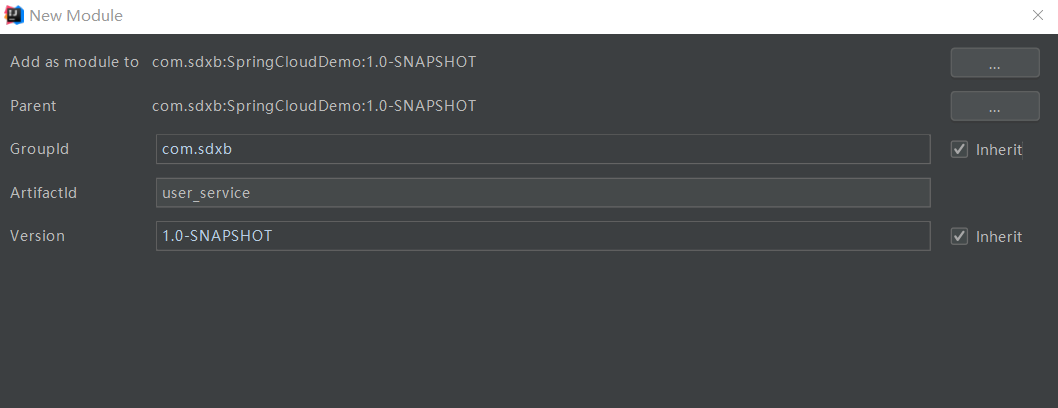 New Module
Add as module to com.sdxb:SpringCloudDemo:1.0-SNAPSHOT ...
Parent com.sdxb:SpringCloudDemo:1.0-SNAPSHOT ...
GroupId com.sdxb Inherit
ArtifactId user_service
Version 1.0-SNAPSHOT Inherit